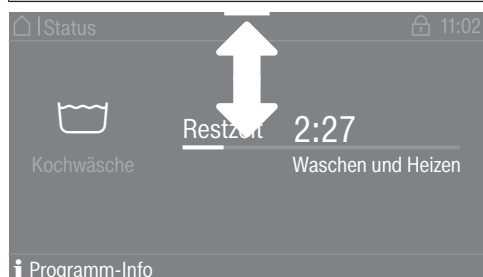 Status 11:02
Restzeit 2:27
Kochwäsche Waschen und Heizen
i Programm-Info